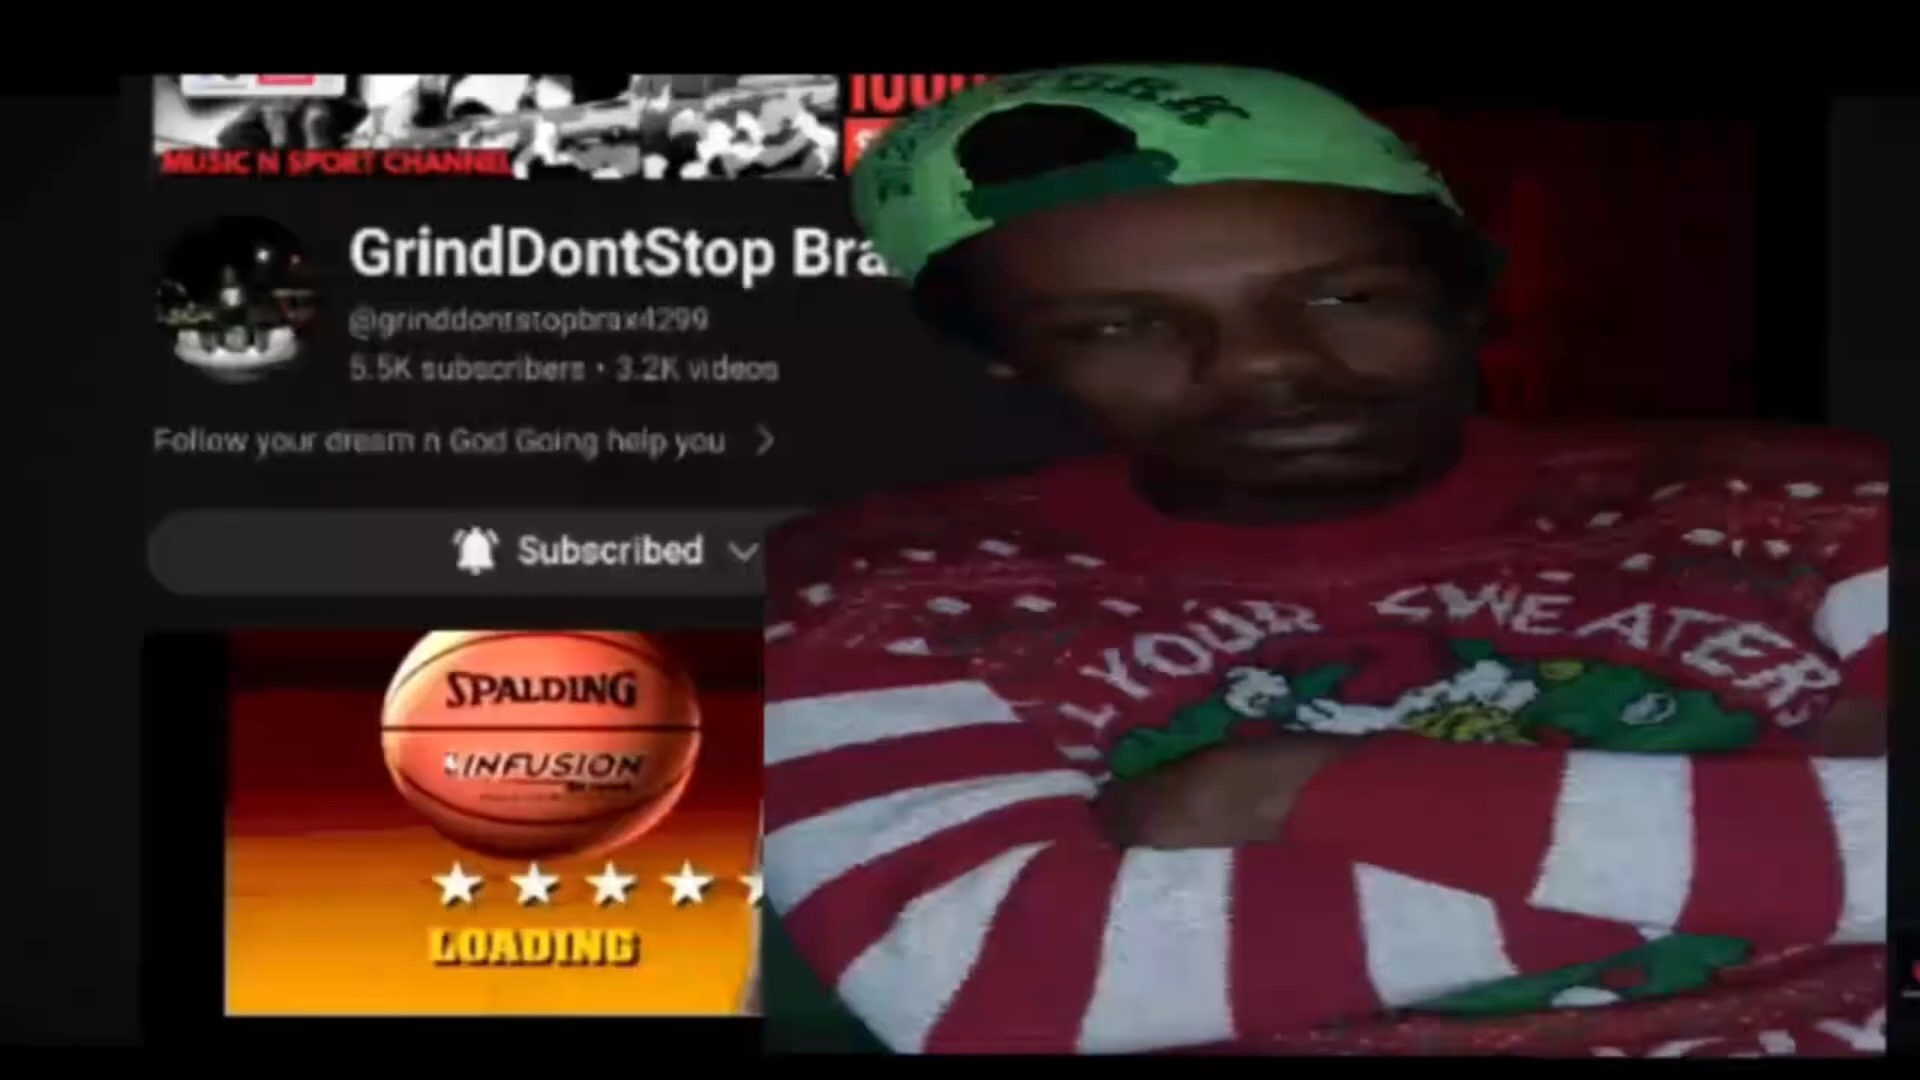 MUSIC N SPORT CHANNEL
GrindDontStop Bra
@grinddontstopbrax4299
5.5K subscribers • 3.2K videos
Follow your dream n God Going help you
Subscribed
SPALDING
INFUSION
LOADING
YOUR SWEATER